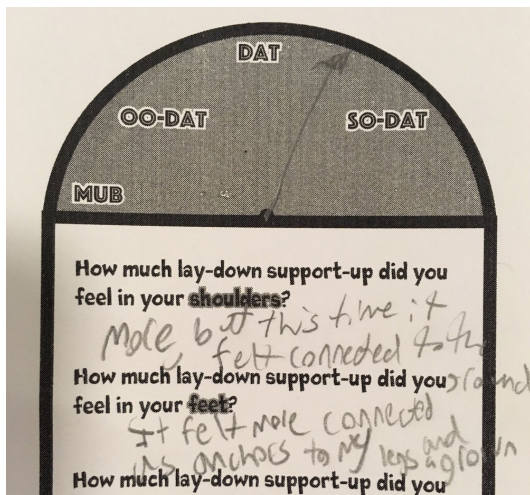 DAT
OO-DAT
SO-DAT
MUB
How much lay-down support-up did you
feel in your shoulders?
More but this time it
felt connected to the
ground
How much lay-down support-up did you
feel in your feet?
It felt more connected
as anchors to my legs and
How much lay-down support-up did you